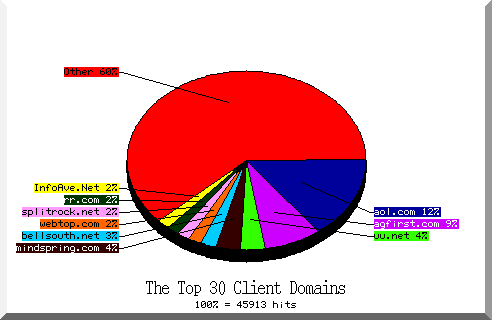 Other 60%
InfoAve.Net 2%
rr.com 2%
splitrock.net 2%
webtop.com 2%
bellsouth.net 3%
mindspring.com 4%
aol.com 12%
agfirst.com 9%
uu.net 4%
The Top 30 Client Domains
100% = 45913 hits